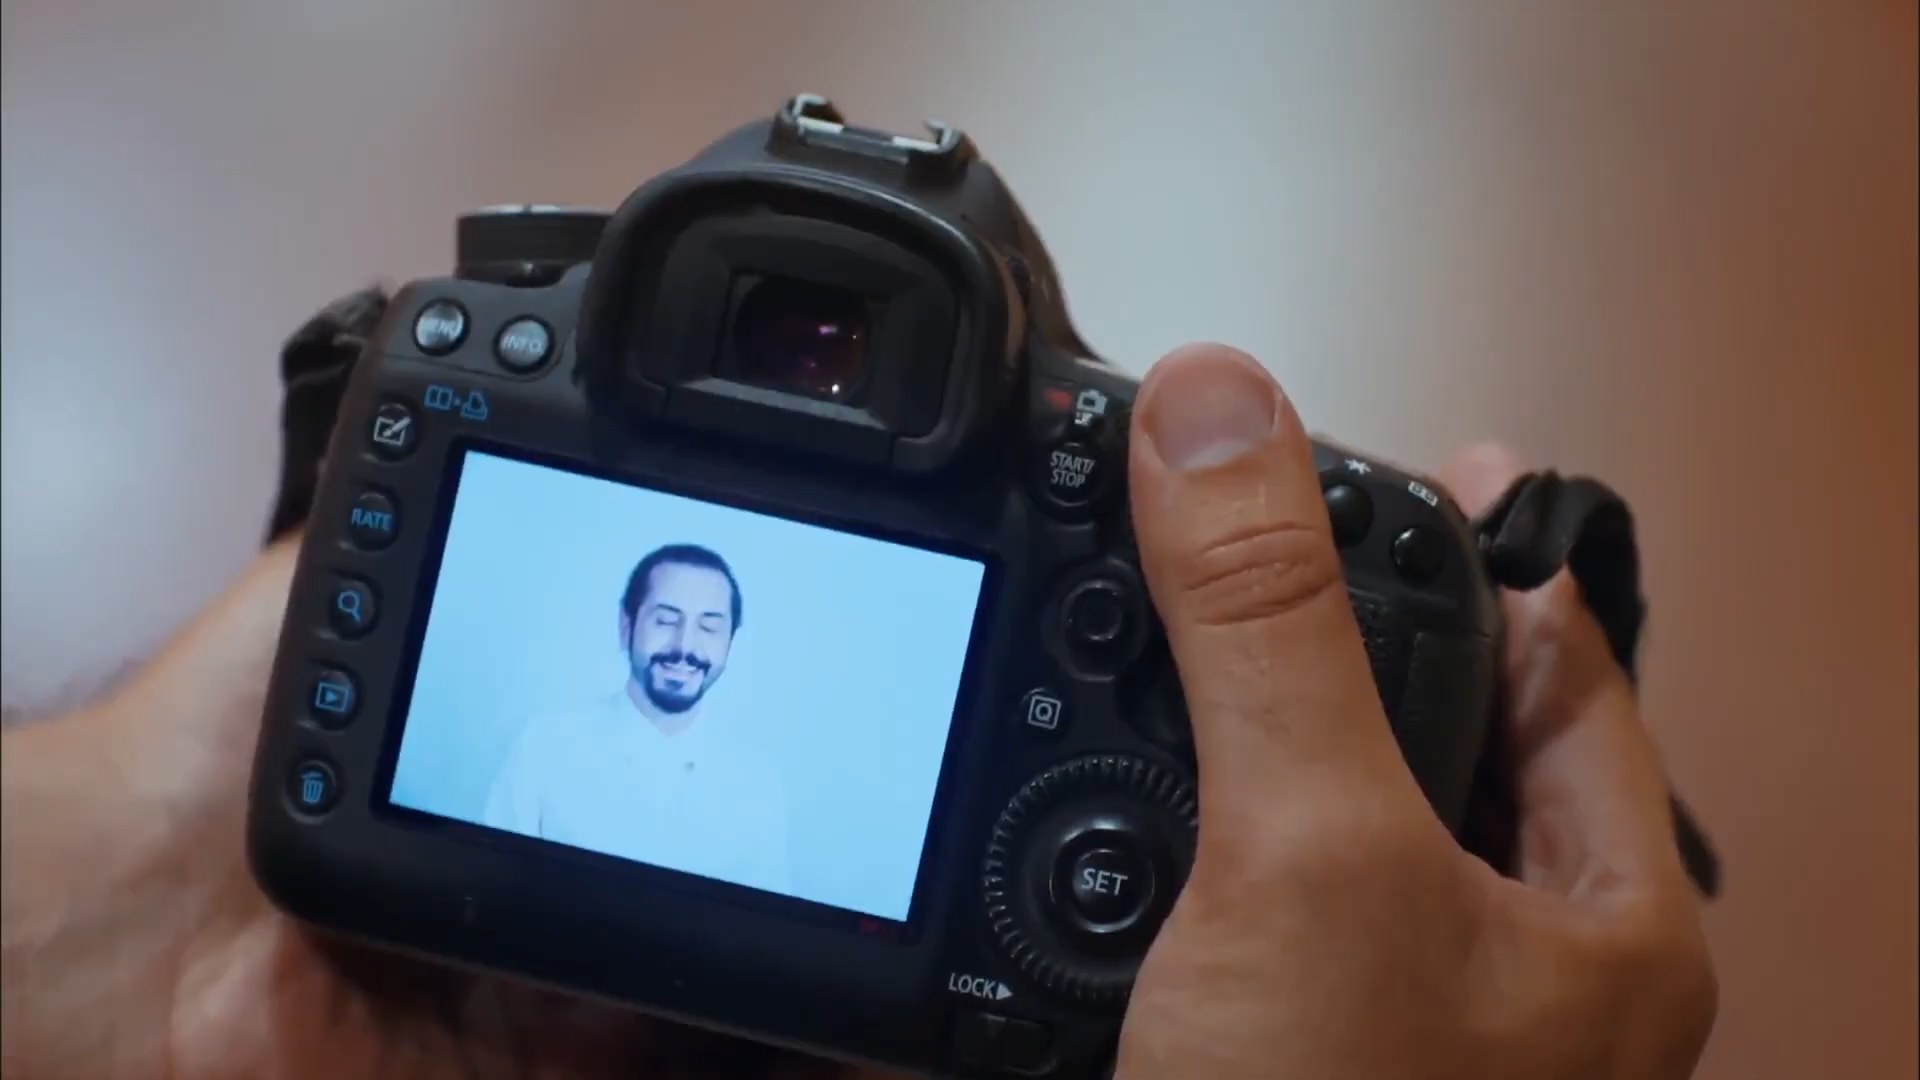 MENU
INFO
START/
STOP
RATE
Q
SET
LOCK